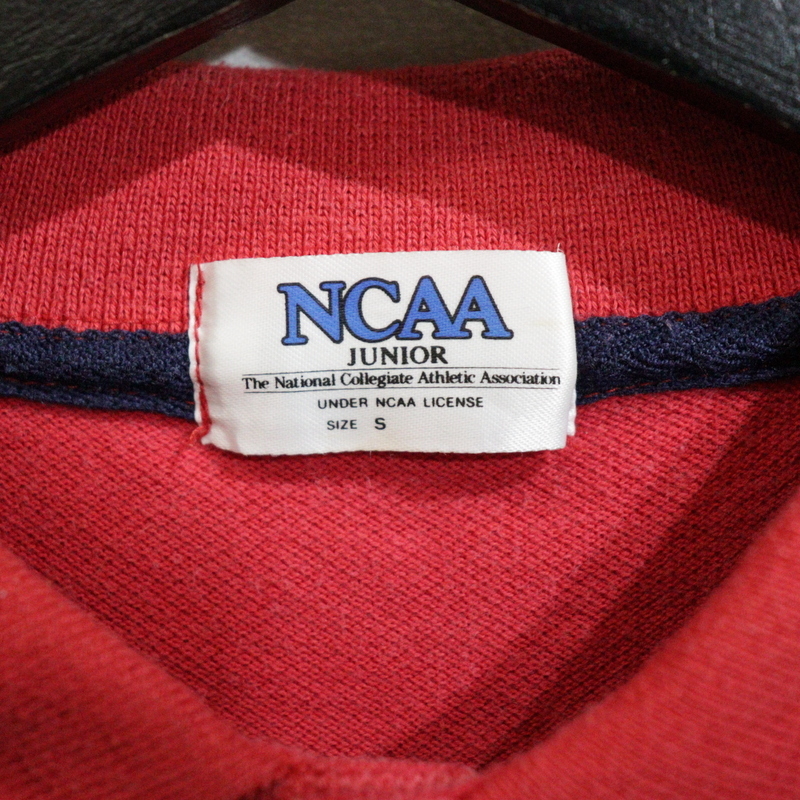 NCAA
JUNIOR
The National Collegiate Athletic Association
UNDER NCAA LICENSE
SIZE S